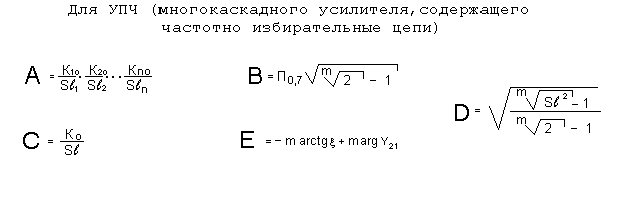 Для УПЧ (многокаскадного усилителя,содержащего
частотно избирательные цепи)
A = K₁₀/Sℓ₁ · K₂₀/Sℓ₂ · · · Kn₀/Sℓn
B = П₀,₇ √(ᵐ√2 − 1)
D = √((ᵐ√(Sℓ²) − 1)/(ᵐ√2 − 1))
C = K₀/Sℓ
E = − m arctg ξ + m arg Y₂₁